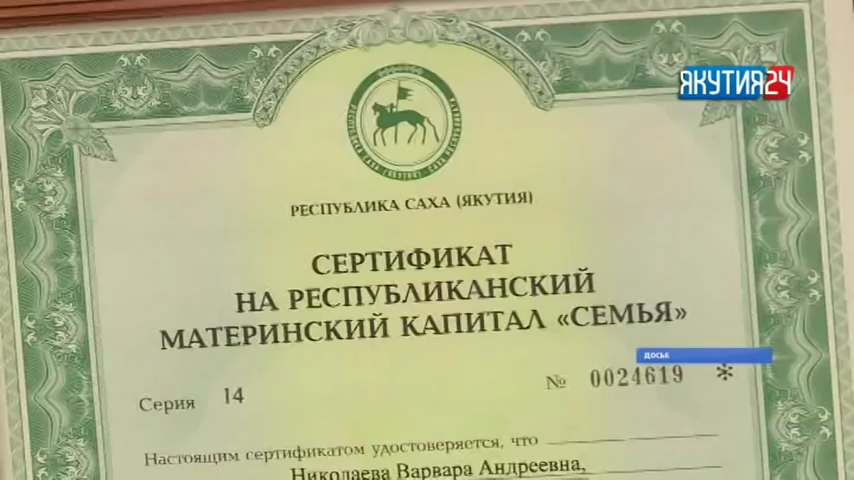 ЯКУТИЯ24
РЕСПУБЛИКА САХА (ЯКУТИЯ)
СЕРТИФИКАТ
НА РЕСПУБЛИКАНСКИЙ
МАТЕРИНСКИЙ КАПИТАЛ «СЕМЬЯ»
ДОСЬЕ
Серия 14 № 0024619 *
Настоящим сертификатом удостоверяется, что
Николаева Варвара Андреевна,